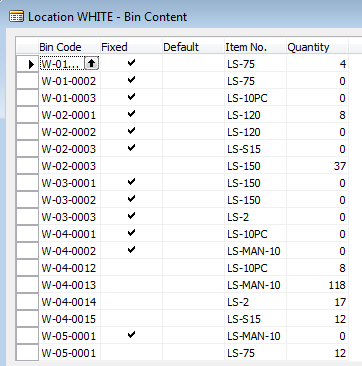 Location WHITE - Bin Content
Bin Code Fixed Default Item No. Quantity
W-01... LS-75 4
W-01-0002 LS-75 0
W-01-0003 LS-10PC 0
W-02-0001 LS-120 8
W-02-0002 LS-120 0
W-02-0003 LS-S15 0
W-02-0003 LS-150 37
W-03-0001 LS-150 0
W-03-0002 LS-150 0
W-03-0003 LS-2 0
W-04-0001 LS-10PC 0
W-04-0002 LS-MAN-10 0
W-04-0012 LS-10PC 8
W-04-0013 LS-MAN-10 118
W-04-0014 LS-2 17
W-04-0015 LS-S15 12
W-05-0001 LS-MAN-10 0
W-05-0001 LS-75 12